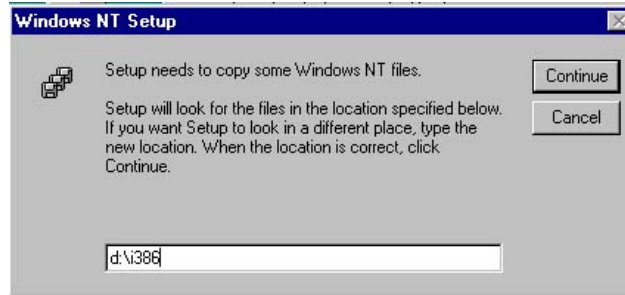 Windows NT Setup
Setup needs to copy some Windows NT files.
Continue
Setup will look for the files in the location specified below.
If you want Setup to look in a different place, type the
new location. When the location is correct, click
Continue.
Cancel
d:\i386